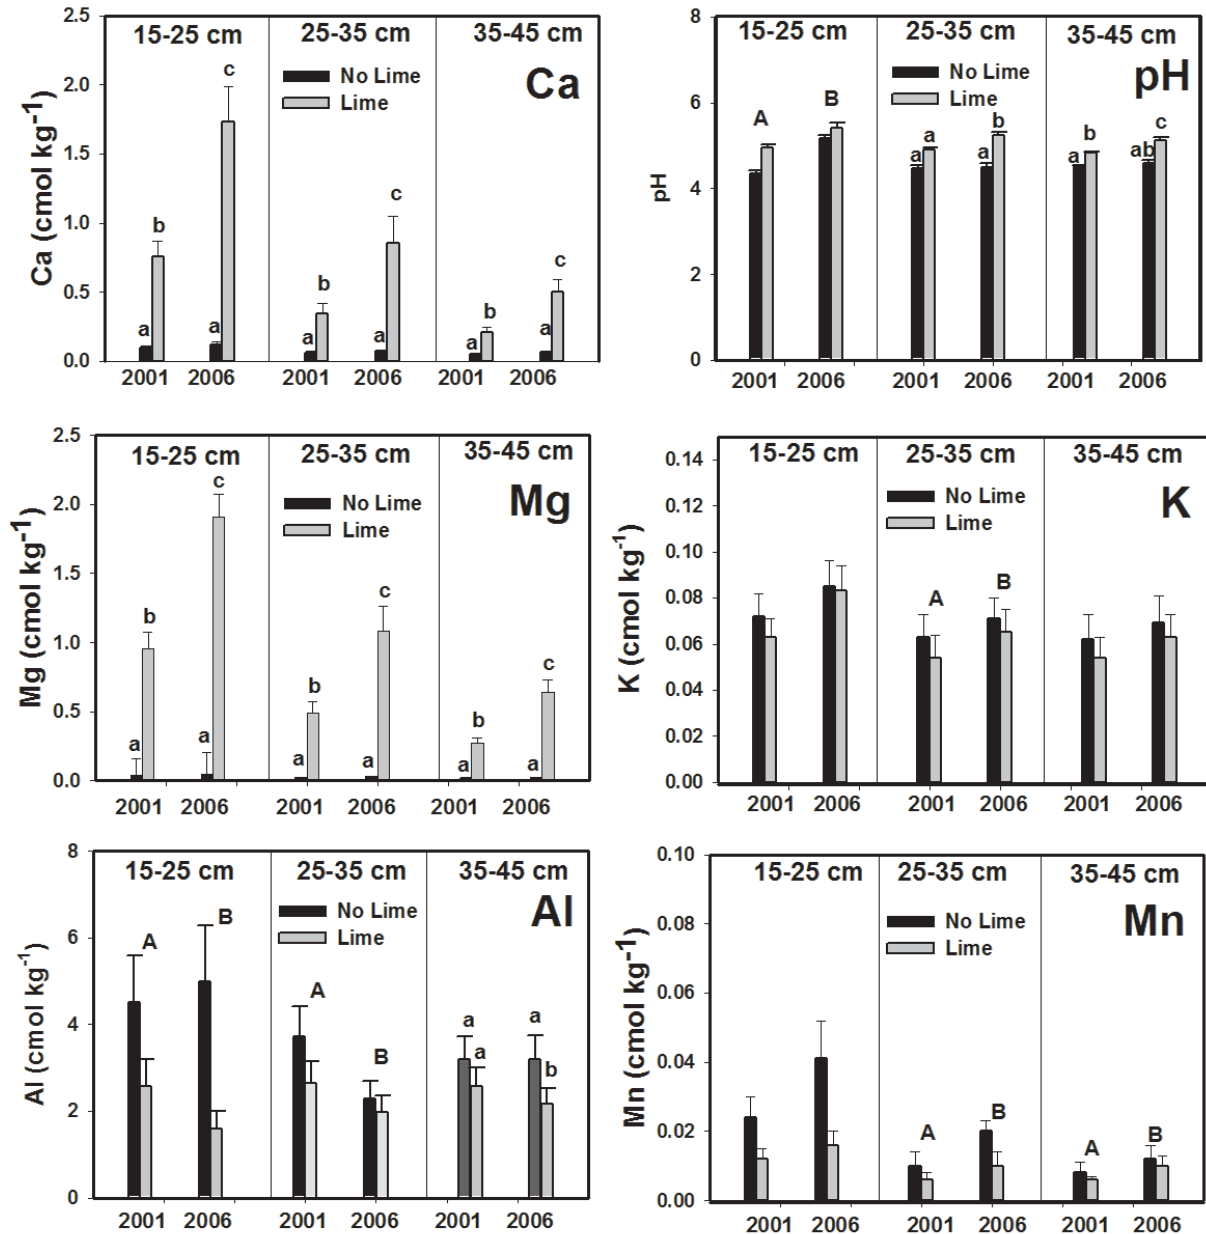 2.5
15-25 cm
25-35 cm
35-45 cm
c
No Lime
Lime
Ca
2.0
1.5
1.0
0.5
0.0
Ca (cmol kg-1)
b
c
b
c
b
a
a
a
a
a
a
2001
2006
2001
2006
2001
2006
8
15-25 cm
25-35 cm
35-45 cm
No Lime
Lime
pH
6
4
2
0
pH
A
B
a
a
a
b
a
b
ab
c
2001
2006
2001
2006
2001
2006
2.5
15-25 cm
25-35 cm
35-45 cm
c
No Lime
Lime
Mg
2.0
1.5
1.0
0.5
0.0
Mg (cmol kg-1)
b
c
b
c
b
a
a
a
a
a
a
2001
2006
2001
2006
2001
2006
0.14
15-25 cm
25-35 cm
35-45 cm
No Lime
Lime
K
0.12
0.10
0.08
0.06
0.04
0.02
0.00
K (cmol kg-1)
A
B
2001
2006
2001
2006
2001
2006
8
15-25 cm
25-35 cm
35-45 cm
No Lime
Lime
Al
6
4
2
0
Al (cmol kg-1)
A
B
A
B
a
a
a
b
2001
2006
2001
2006
2001
2006
0.10
15-25 cm
25-35 cm
35-45 cm
No Lime
Lime
Mn
0.08
0.06
0.04
0.02
0.00
Mn (cmol kg-1)
A
B
A
B
2001
2006
2001
2006
2001
2006